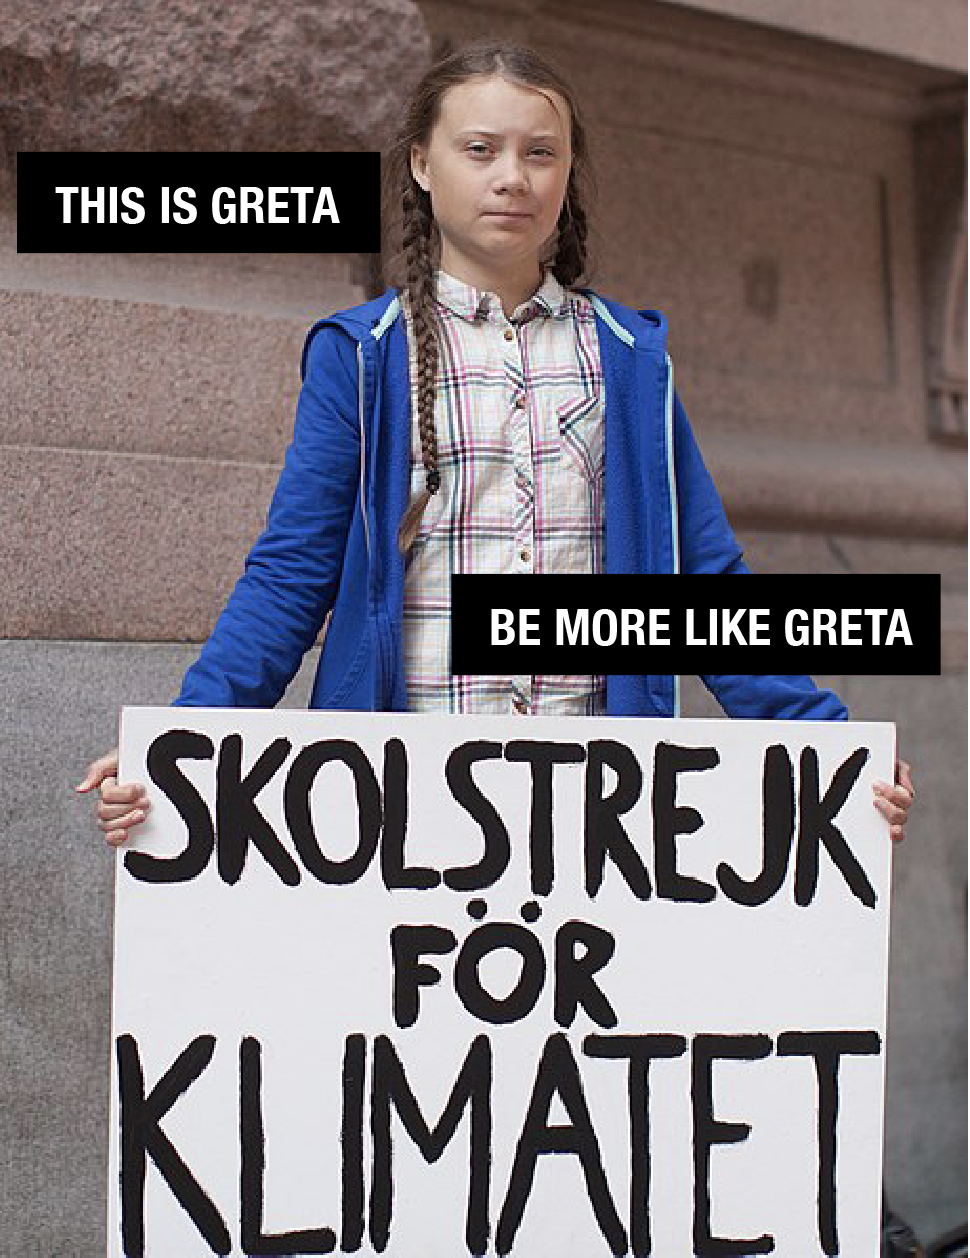 THIS IS GRETA
BE MORE LIKE GRETA
SKOLSTREJK
FÖR
KLIMATET